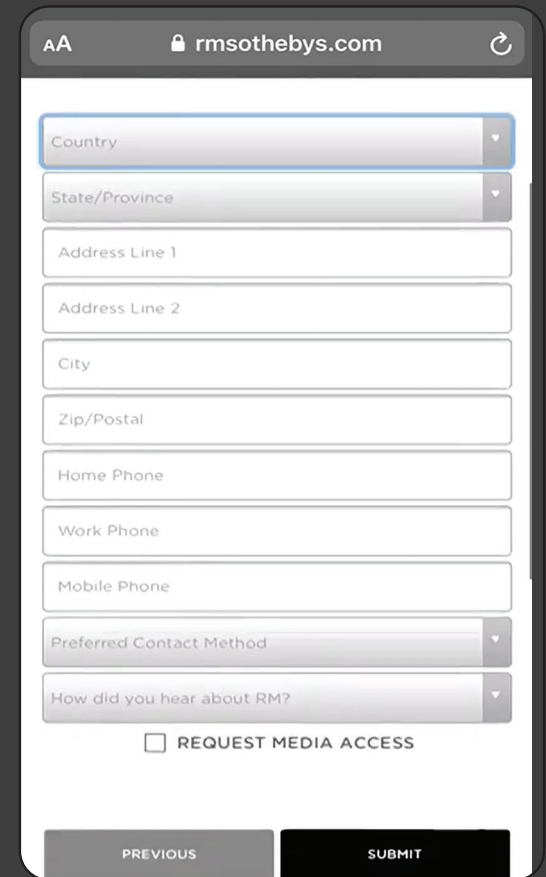 AA rmsothebys.com
Country
State/Province
Address Line 1
Address Line 2
City
Zip/Postal
Home Phone
Work Phone
Mobile Phone
Preferred Contact Method
How did you hear about RM?
REQUEST MEDIA ACCESS
PREVIOUS SUBMIT